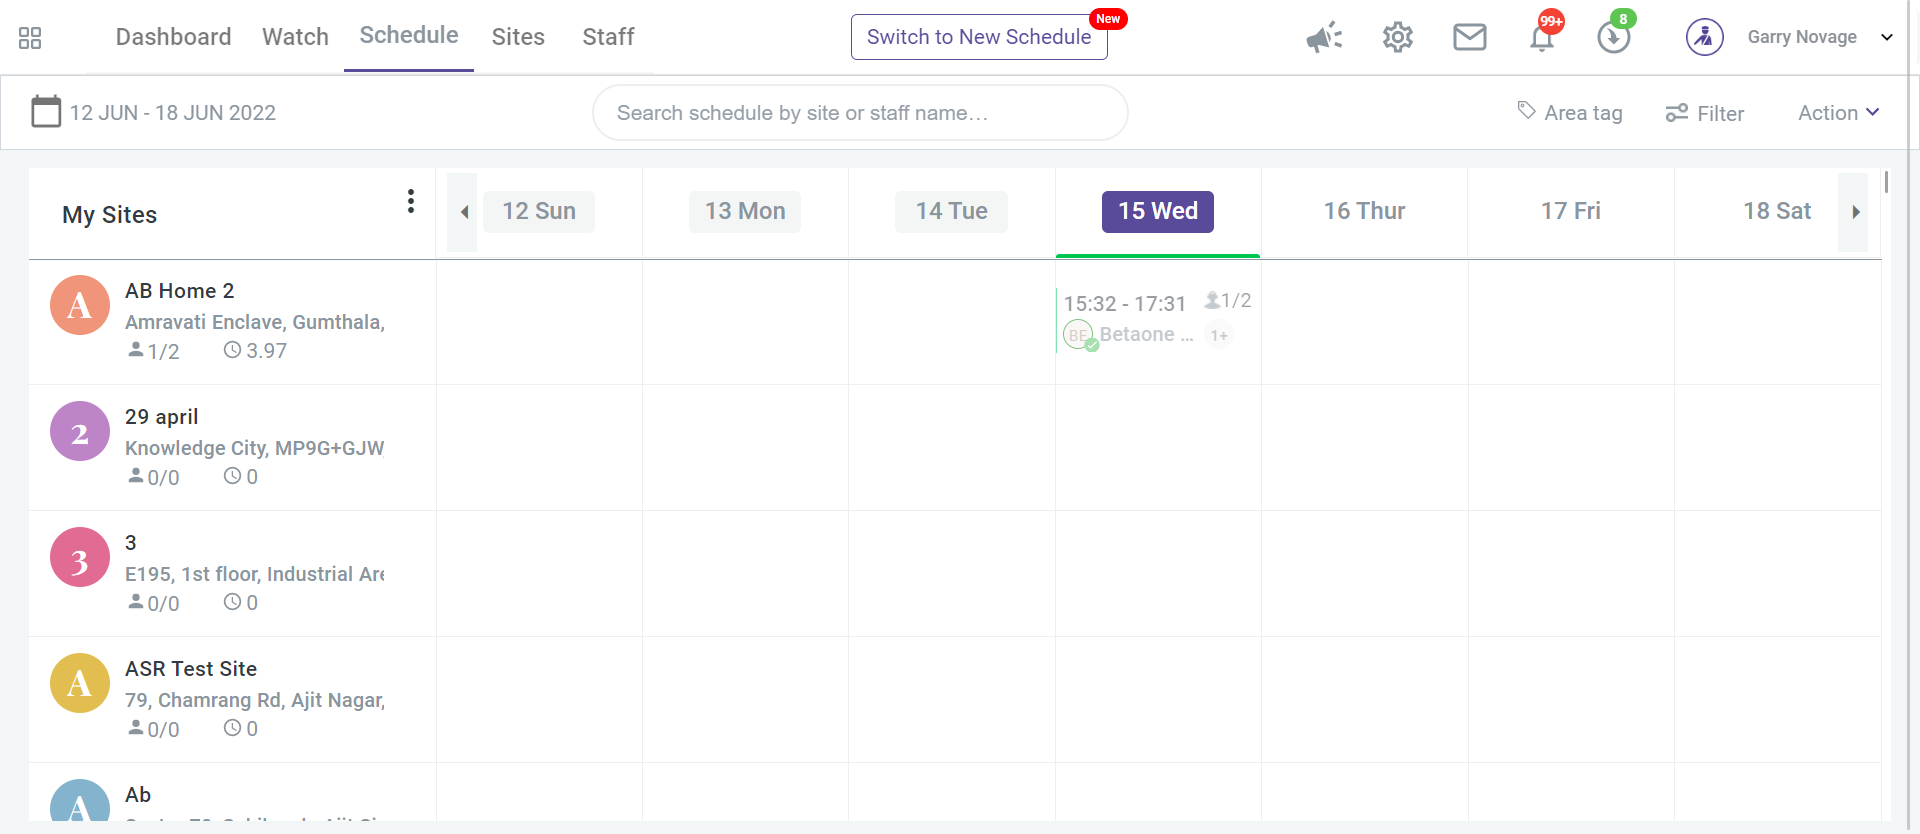 Dashboard Watch Schedule Sites Staff Switch to New Schedule New 99+ 8 Garry Novage
12 JUN - 18 JUN 2022 Search schedule by site or staff name... Area tag Filter Action
My Sites 12 Sun 13 Mon 14 Tue 15 Wed 16 Thur 17 Fri 18 Sat
A AB Home 2
Amravati Enclave, Gumthala,
1/2 3.97
15:32 - 17:31 1/2
BE Betaone ... 1+
2 29 april
Knowledge City, MP9G+GJW
0/0 0
3 3
E195, 1st floor, Industrial Are
0/0 0
A ASR Test Site
79, Chamrang Rd, Ajit Nagar,
0/0 0
A Ab